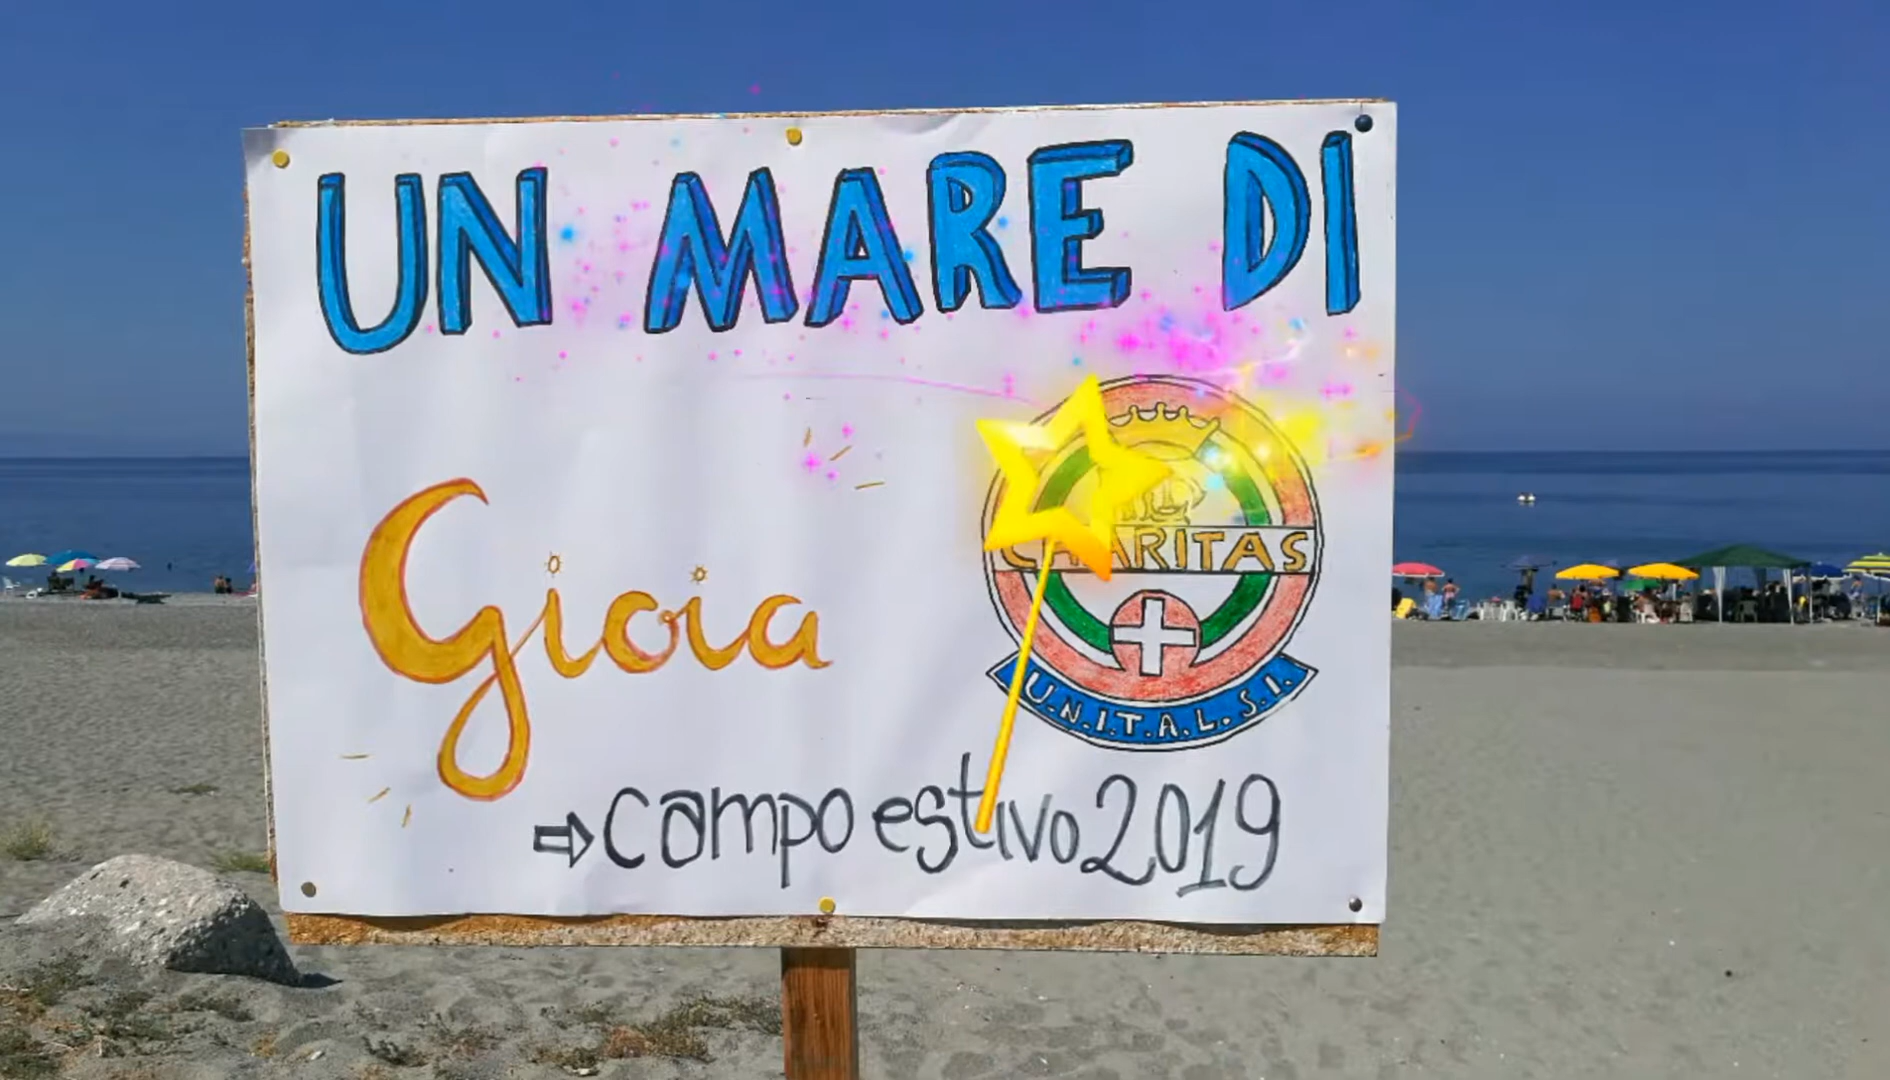 UN MARE DI
Gioia
CHARITAS
U.N.I.T.A.L.S.I.
⇨ campo estivo 2019